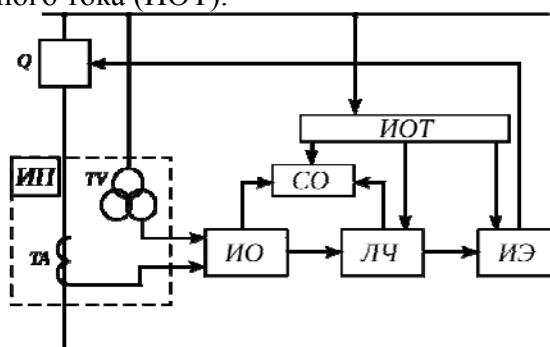 ного тока (ИОТ).
Q
ИОТ
ИП
TV
СО
TA
ИО
ЛЧ
ИЭ